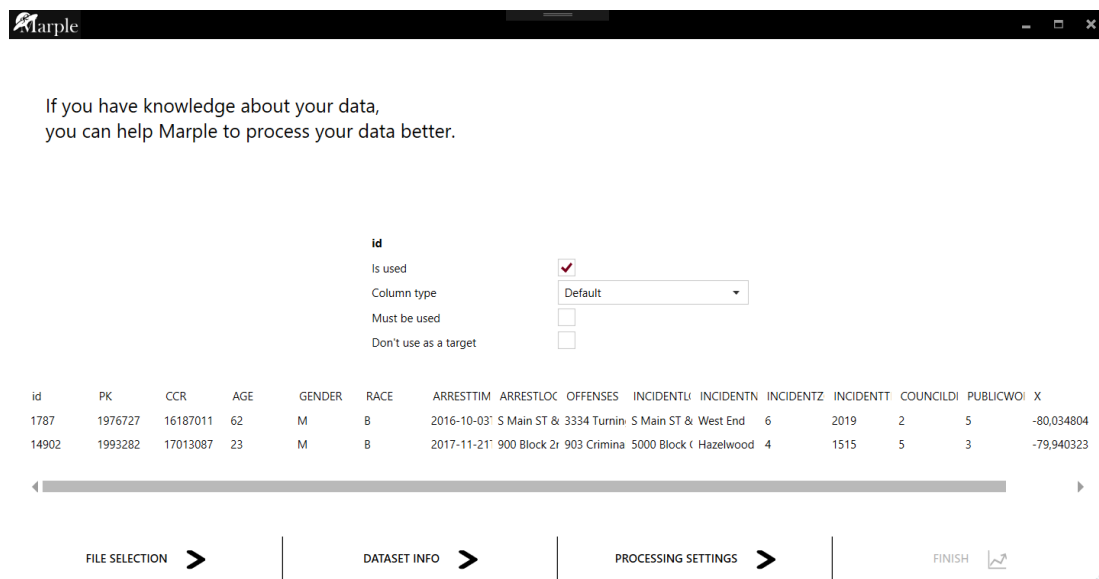 Marple
If you have knowledge about your data,
you can help Marple to process your data better.
id
Is used
Column type Default
Must be used
Don't use as a target
id PK CCR AGE GENDER RACE ARRESTTIM ARRESTLOC OFFENSES INCIDENTL( INCIDENTN INCIDENTZ INCIDENTT COUNCILDI PUBLICWOI X
1787 1976727 16187011 62 M B 2016-10-03T S Main ST & 3334 Turnin S Main ST & West End 6 2019 2 5 -80,034804
14902 1993282 17013087 23 M B 2017-11-21T 900 Block 2r 903 Crimina 5000 Block ( Hazelwood 4 1515 5 3 -79,940323
FILE SELECTION DATASET INFO PROCESSING SETTINGS FINISH